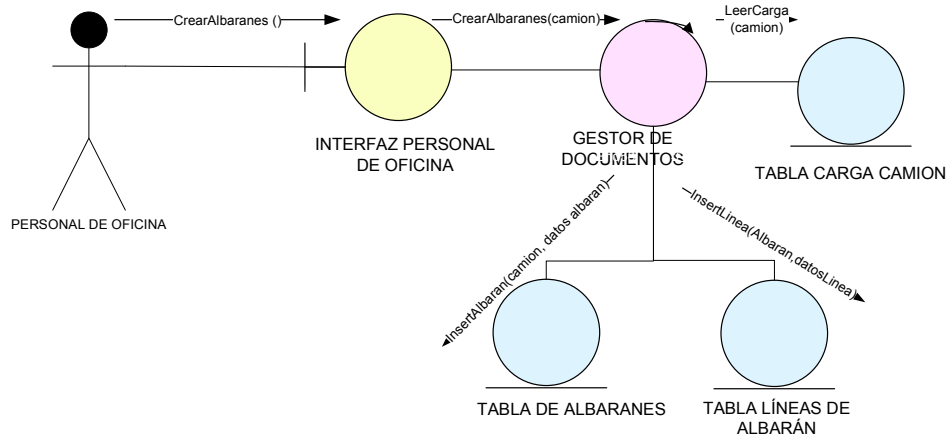 CrearAlbaranes ()
CrearAlbaranes(camion)
LeerCarga
(camion)
INTERFAZ PERSONAL
DE OFICINA
GESTOR DE
DOCUMENTOS
TABLA CARGA CAMION
PERSONAL DE OFICINA
InsertAlbaran(camion, datos albaran)
InsertLinea(Albaran,datosLinea)
TABLA DE ALBARANES
TABLA LÍNEAS DE
ALBARÁN